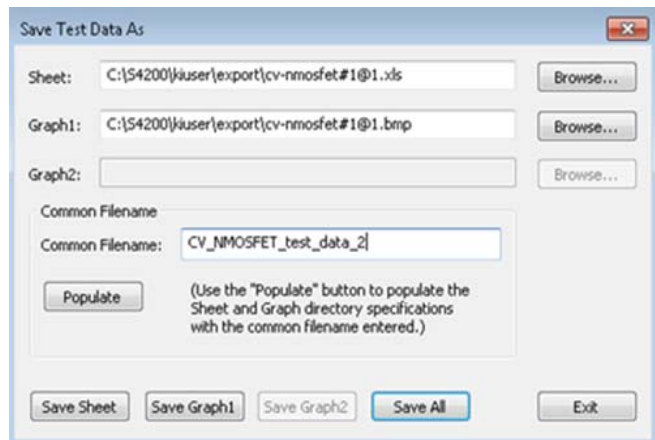 Save Test Data As
Sheet: C:\S4200\kiuser\export\cv-nmosfet#1@1.xls Browse...
Graph1: C:\S4200\kiuser\export\cv-nmosfet#1@1.bmp Browse...
Graph2: Browse...
Common Filename
Common Filename: CV_NMOSFET_test_data_2
Populate (Use the "Populate" button to populate the
Sheet and Graph directory specifications
with the common filename entered.)
Save Sheet Save Graph1 Save Graph2 Save All Exit